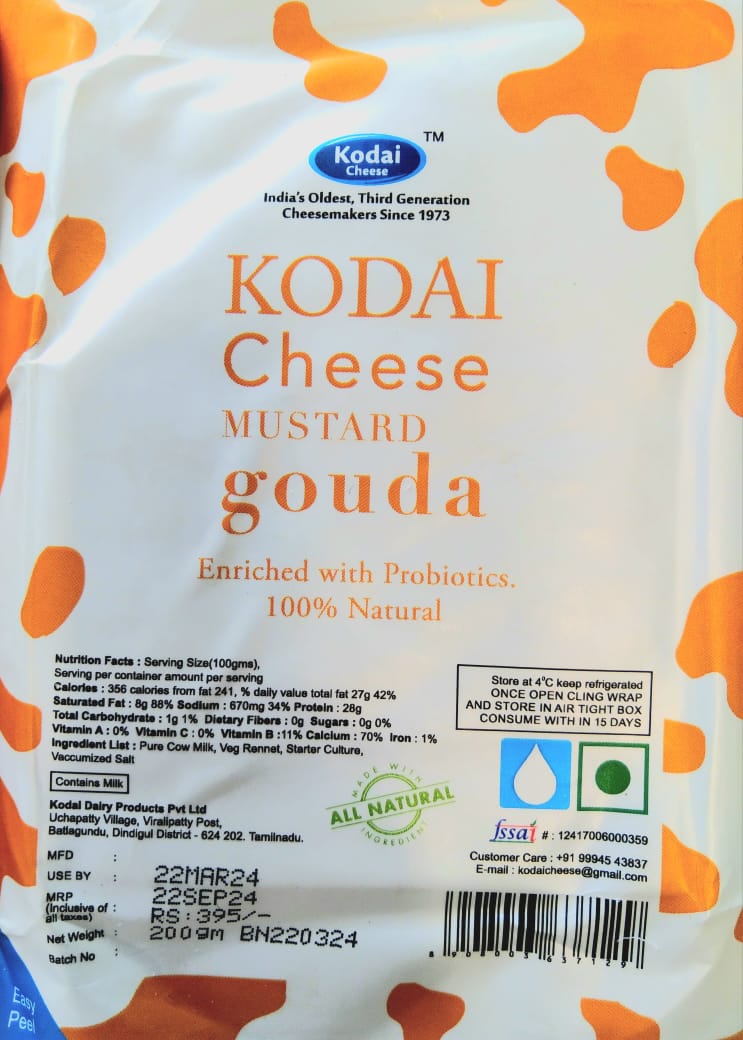 Kodai
Cheese
TM
India's Oldest, Third Generation
Cheesemakers Since 1973
KODAI
Cheese
MUSTARD
gouda
Enriched with Probiotics.
100% Natural
Nutrition Facts : Serving Size(100gms),
Serving per container amount per serving
Calories : 356 calories from fat 241, % daily value total fat 27g 42%
Saturated Fat : 8g 88% Sodium : 670mg 34% Protein : 28g
Total Carbohydrate : 1g 1% Dietary Fibers : 0g Sugars : 0g 0%
Vitamin A : 0% Vitamin C : 0% Vitamin B :11% Calcium : 70% Iron : 1%
Ingredient List : Pure Cow Milk, Veg Rennet, Starter Culture,
Vaccumized Salt
Contains Milk
Kodai Dairy Products Pvt Ltd
Uchapatty Village, Viralipatty Post,
Batlagundu, Dindigul District - 624 202. Tamilnadu.
MADE WITH
ALL NATURAL
INGREDIENT
Store at 4°C keep refrigerated
ONCE OPEN CLING WRAP
AND STORE IN AIR TIGHT BOX
CONSUME WITH IN 15 DAYS
fssai # : 12417006000359
Customer Care : +91 99945 43837
E-mail : kodaicheese@gmail.com
MFD :
USE BY : 22MAR24
MRP 22SEP24
(Inclusive of :
all taxes) RS:395/-
Net Weight : 200gM BN220324
Batch No :
8 904003 637129
Easy
Peel